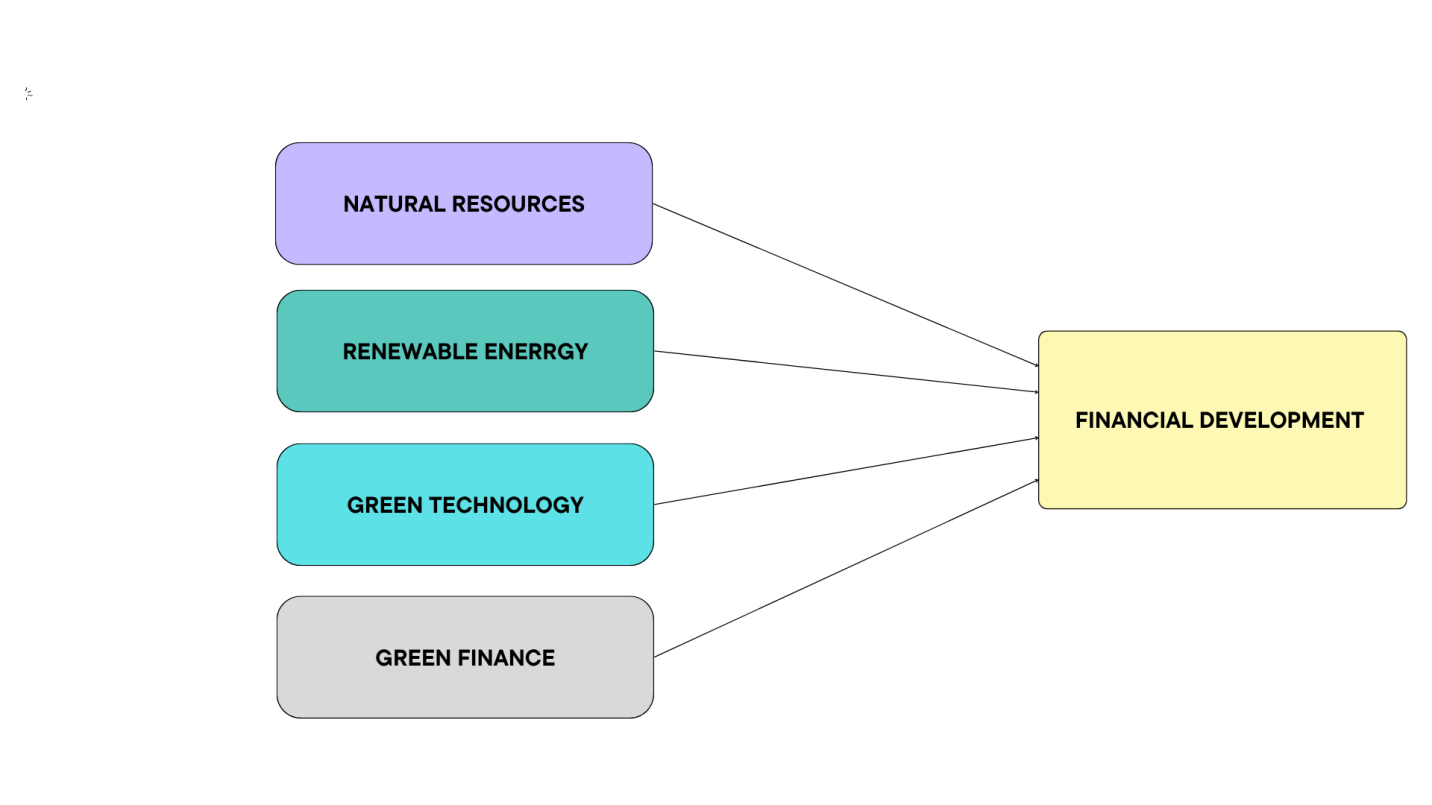 NATURAL RESOURCES
RENEWABLE ENERRGY
GREEN TECHNOLOGY
FINANCIAL DEVELOPMENT
GREEN FINANCE